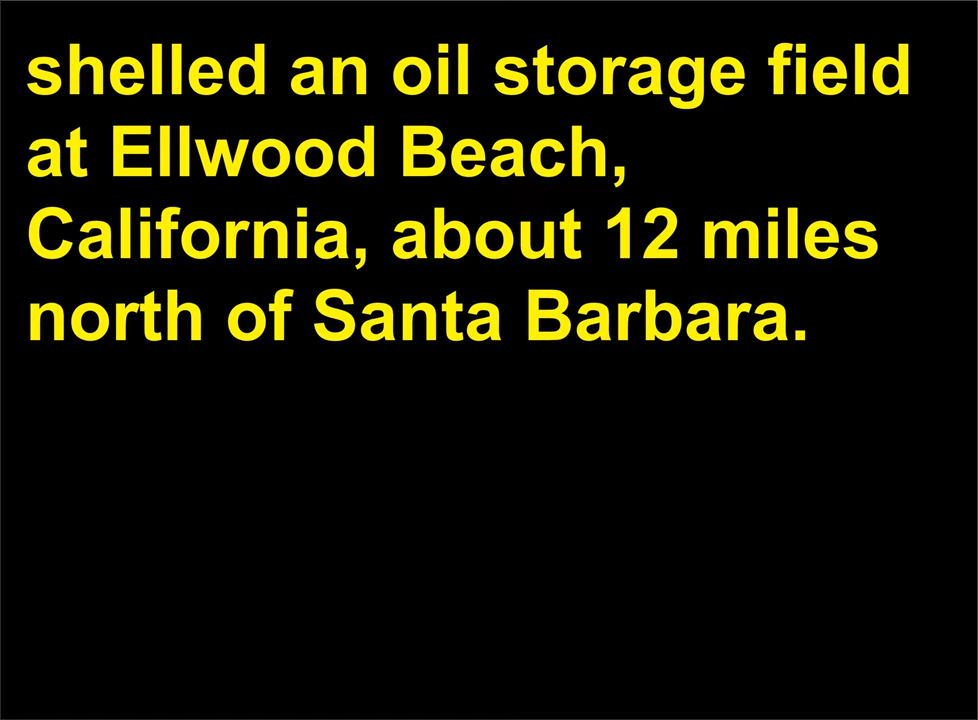 shelled an oil storage field
at Ellwood Beach,
California, about 12 miles
north of Santa Barbara.